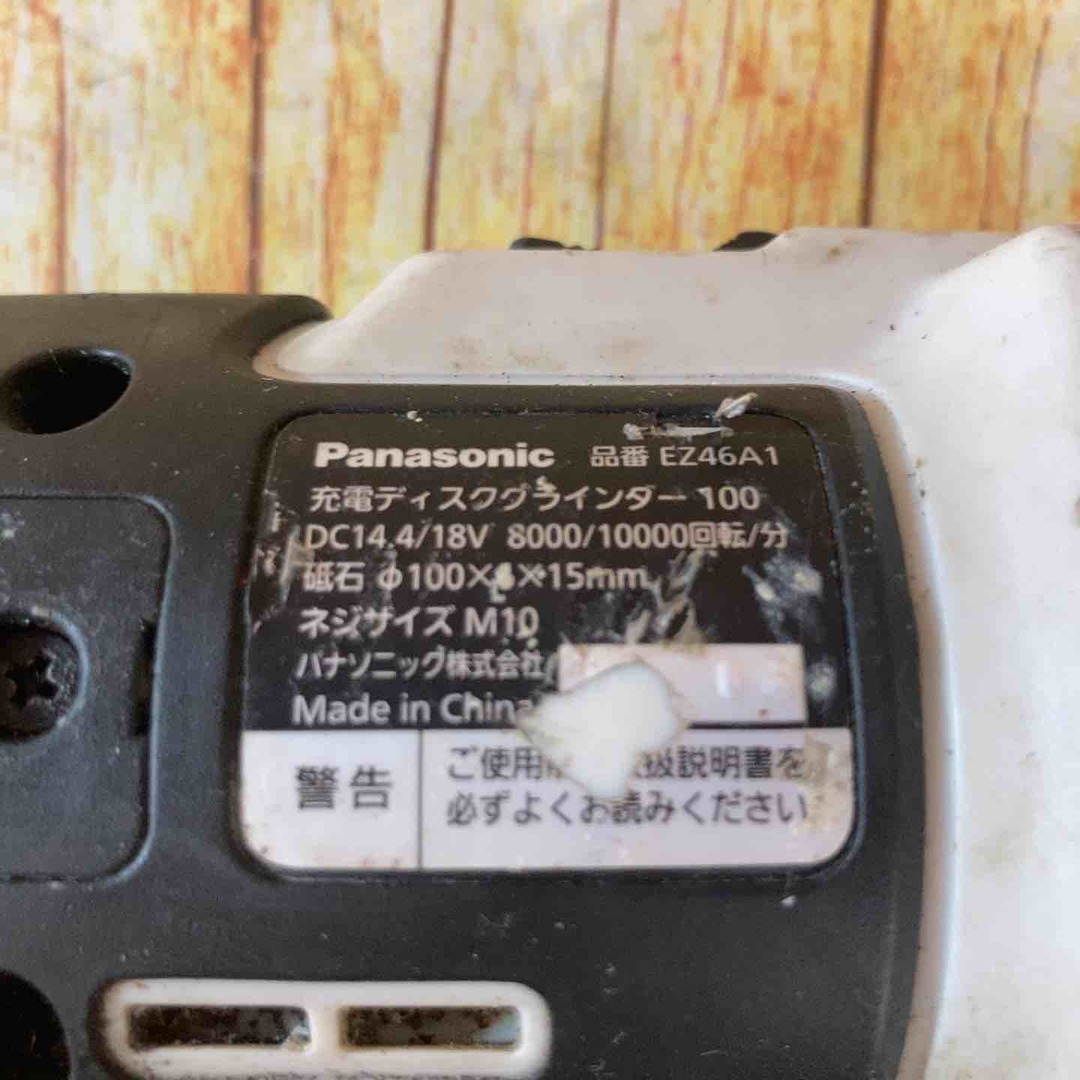 Panasonic 品番 EZ46A1
充電ディスクグラインダー 100
DC14.4/18V 8000/10000回転/分
砥石 φ100× ×15mm
ネジサイズ M10
パナソニック株式会社
Made in China
警告
ご使用 扱説明書を
必ずよくお読みください